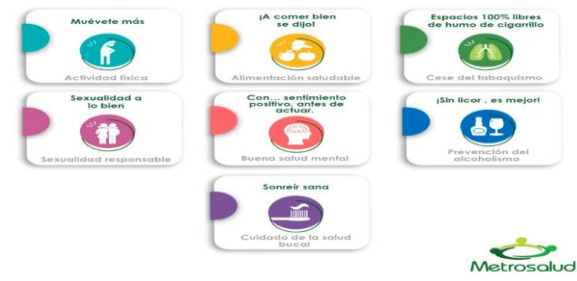 Muévete más
Actividad física
¡A comer bien
se dijo!
Alimentación saludable
Espacios 100% libres
de humo de cigarrillo
Cese del tabaquismo
Sexualidad a
lo bien
Sexualidad responsable
Con... sentimiento
positivo, antes de
actuar.
Buena salud mental
¡Sin licor , es mejor!
Prevención del
alcoholismo
Sonreír sana
Cuidado de la salud
bucal
Metrosalud